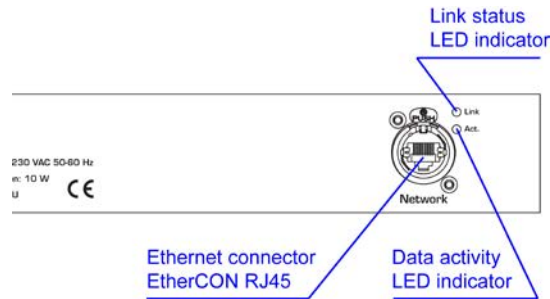 Link status
LED indicator
Link
PUSH
Act.
230 VAC 50-60 Hz
n: 10 W
U
CE
Network
Ethernet connector
EtherCON RJ45
Data activity
LED indicator